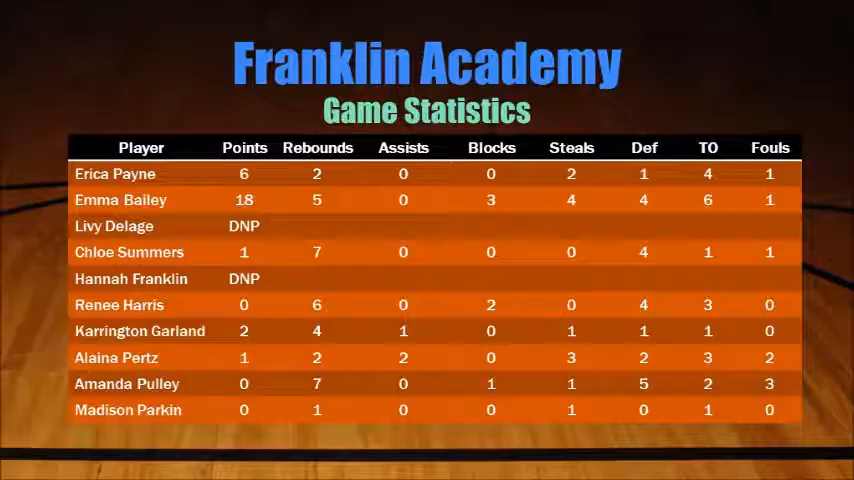 Franklin Academy
Game Statistics
Player Points Rebounds Assists Blocks Steals Def TO Fouls
Erica Payne 6 2 0 0 2 1 4 1
Emma Bailey 18 5 0 3 4 4 6 1
Livy Delage DNP
Chloe Summers 1 7 0 0 0 4 1 1
Hannah Franklin DNP
Renee Harris 0 6 0 2 0 4 3 0
Karrington Garland 2 4 1 0 1 1 1 0
Alaina Pertz 1 2 2 0 3 2 3 2
Amanda Pulley 0 7 0 1 1 5 2 3
Madison Parkin 0 1 0 0 1 0 1 0